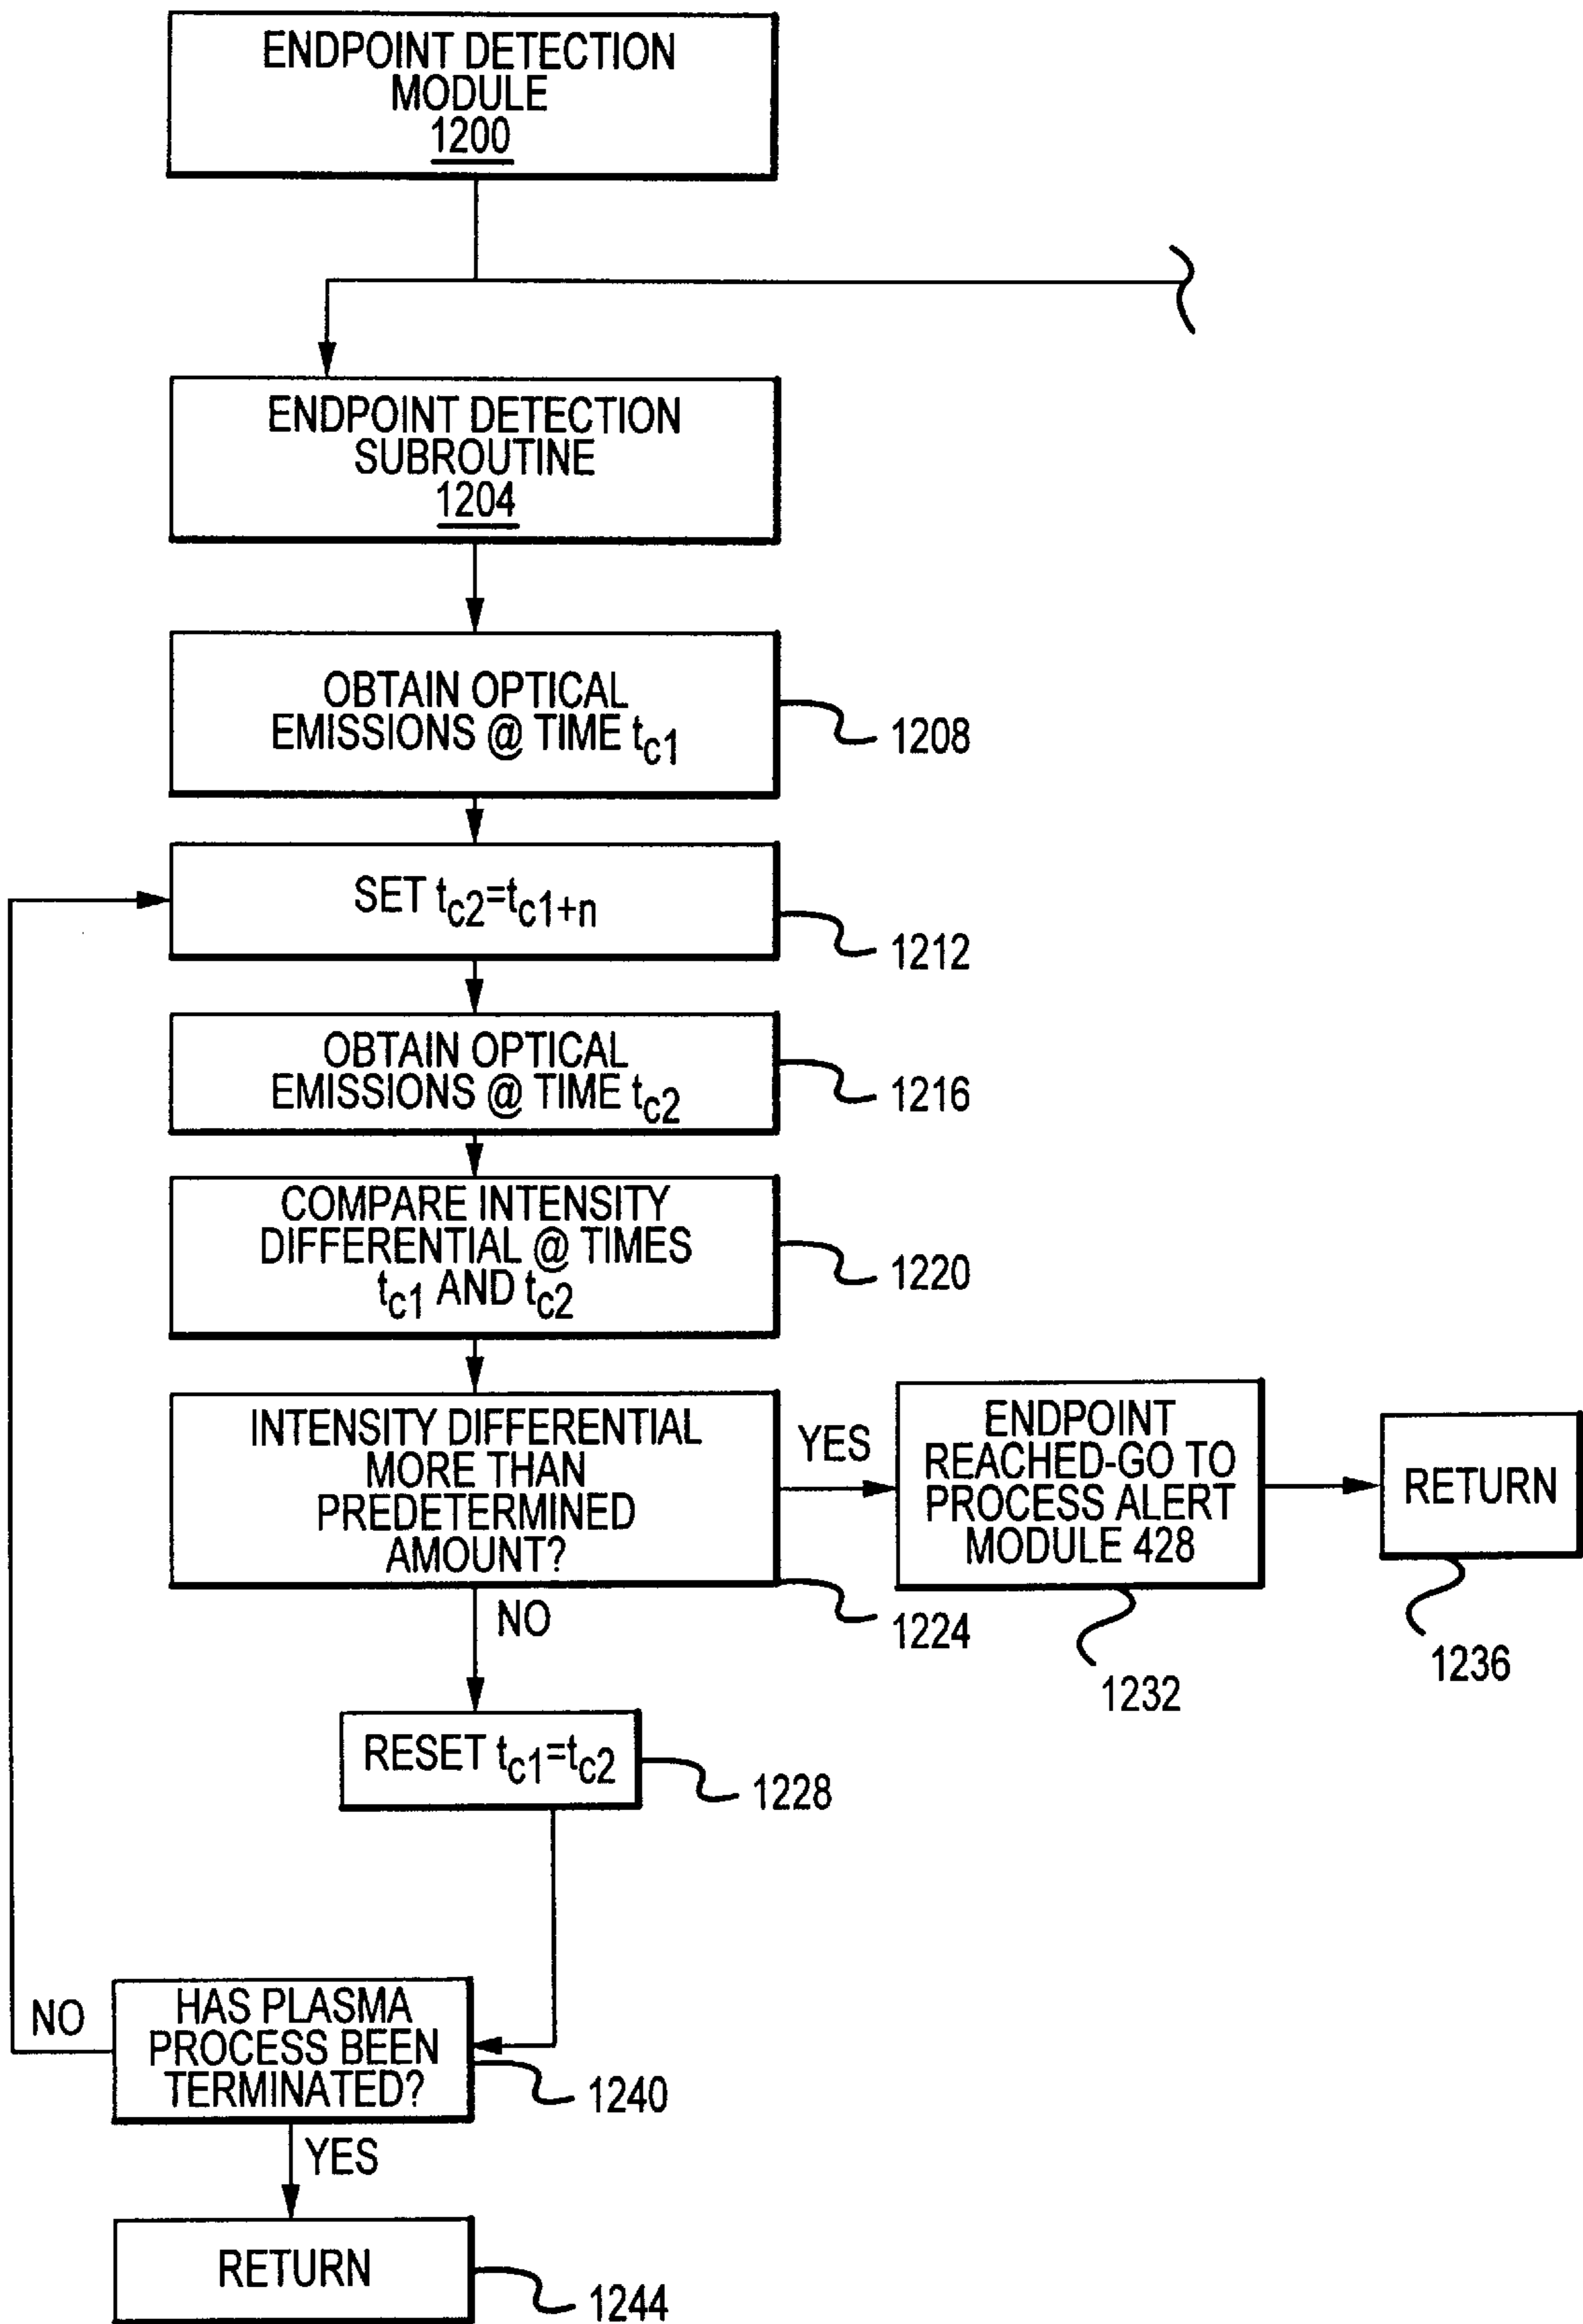 ENDPOINT DETECTION
MODULE
1200
ENDPOINT DETECTION
SUBROUTINE
1204
OBTAIN OPTICAL
EMISSIONS @ TIME tc1
1208
SET tc2=tc1+n
1212
OBTAIN OPTICAL
EMISSIONS @ TIME tc2
1216
COMPARE INTENSITY
DIFFERENTIAL @ TIMES
tc1 AND tc2
1220
INTENSITY DIFFERENTIAL
MORE THAN
PREDETERMINED
AMOUNT?
1224
YES
ENDPOINT
REACHED-GO TO
PROCESS ALERT
MODULE 428
1232
RETURN
1236
NO
RESET tc1=tc2
1228
HAS PLASMA
PROCESS BEEN
TERMINATED?
1240
NO
YES
RETURN
1244